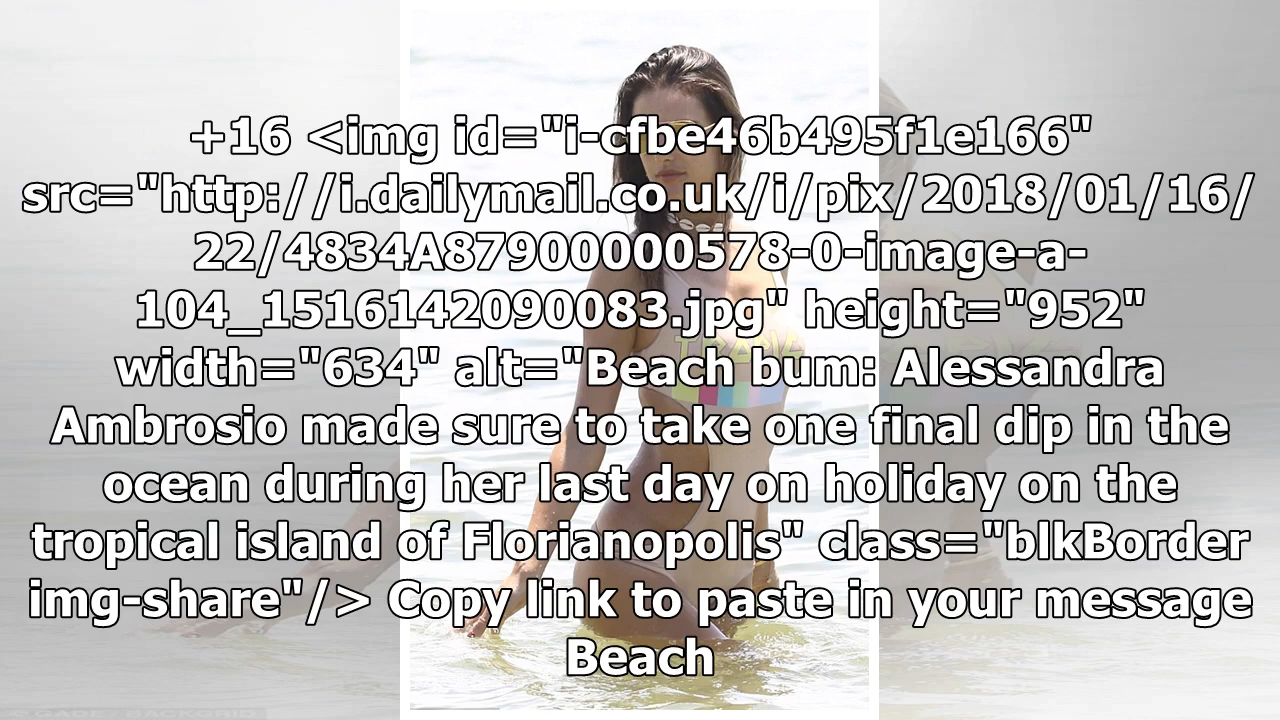 +16 <img id="i-cfbe46b495f1e166"
src="http://i.dailymail.co.uk/i/pix/2018/01/16/
22/4834A87900000578-0-image-a-
104_1516142090083.jpg" height="952"
width="634" alt="Beach bum: Alessandra
Ambrosio made sure to take one final dip in the
ocean during her last day on holiday on the
tropical island of Florianopolis" class="blkBorder
img-share"/> Copy link to paste in your message
Beach